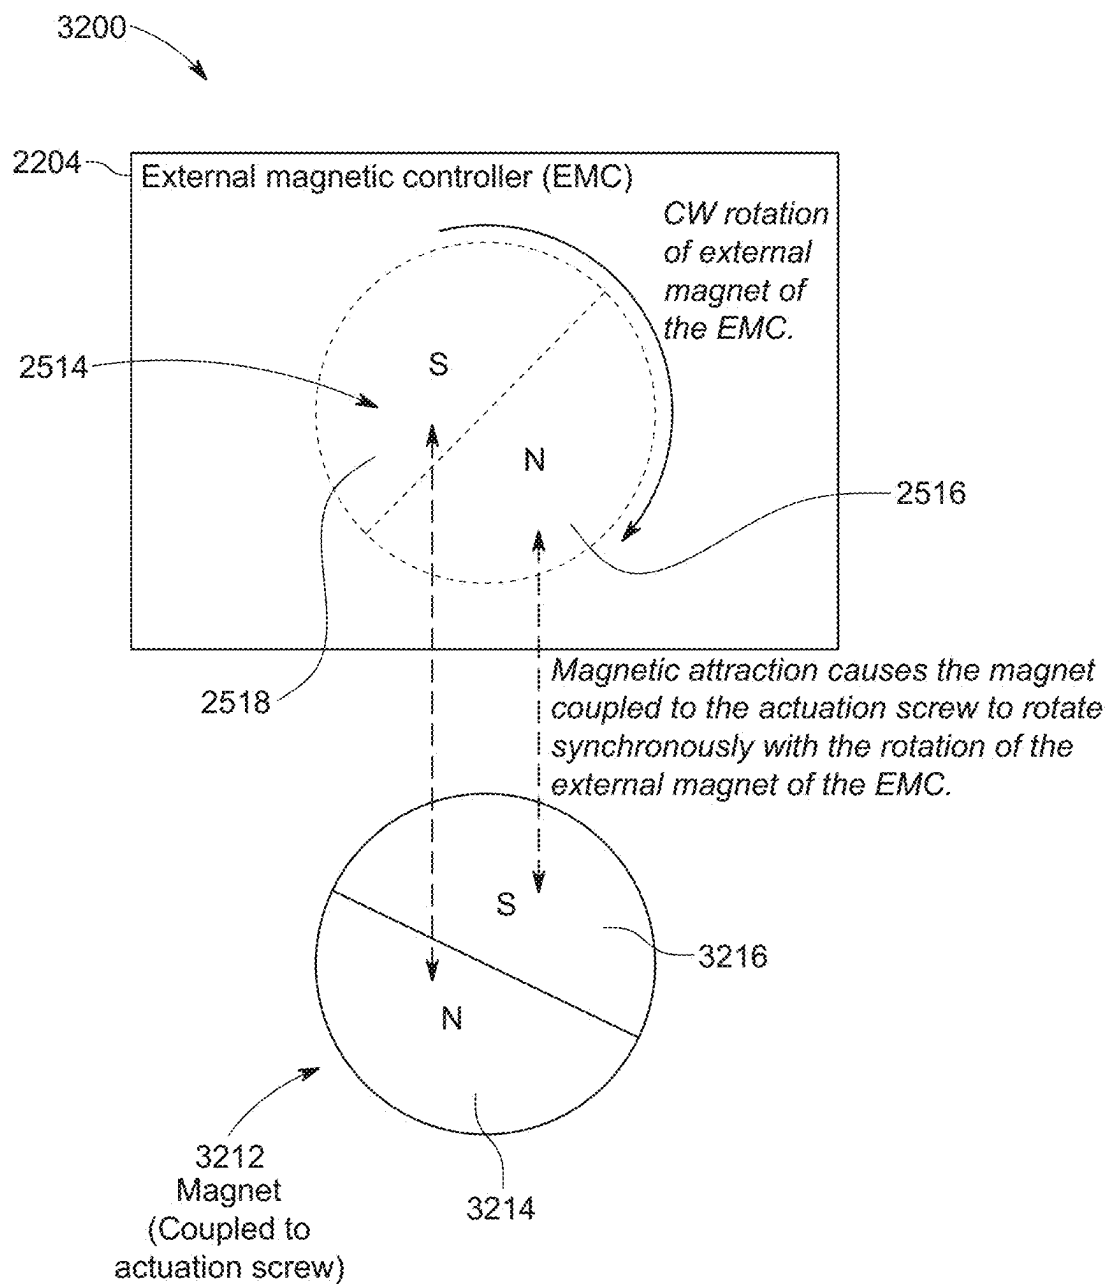 3200
2204
External magnetic controller (EMC)
CW rotation
of external
magnet of
the EMC.
2514
S
N
2516
2518
Magnetic attraction causes the magnet
coupled to the actuation screw to rotate
synchronously with the rotation of the
external magnet of the EMC.
S
3216
N
3212
Magnet
(Coupled to
actuation screw)
3214